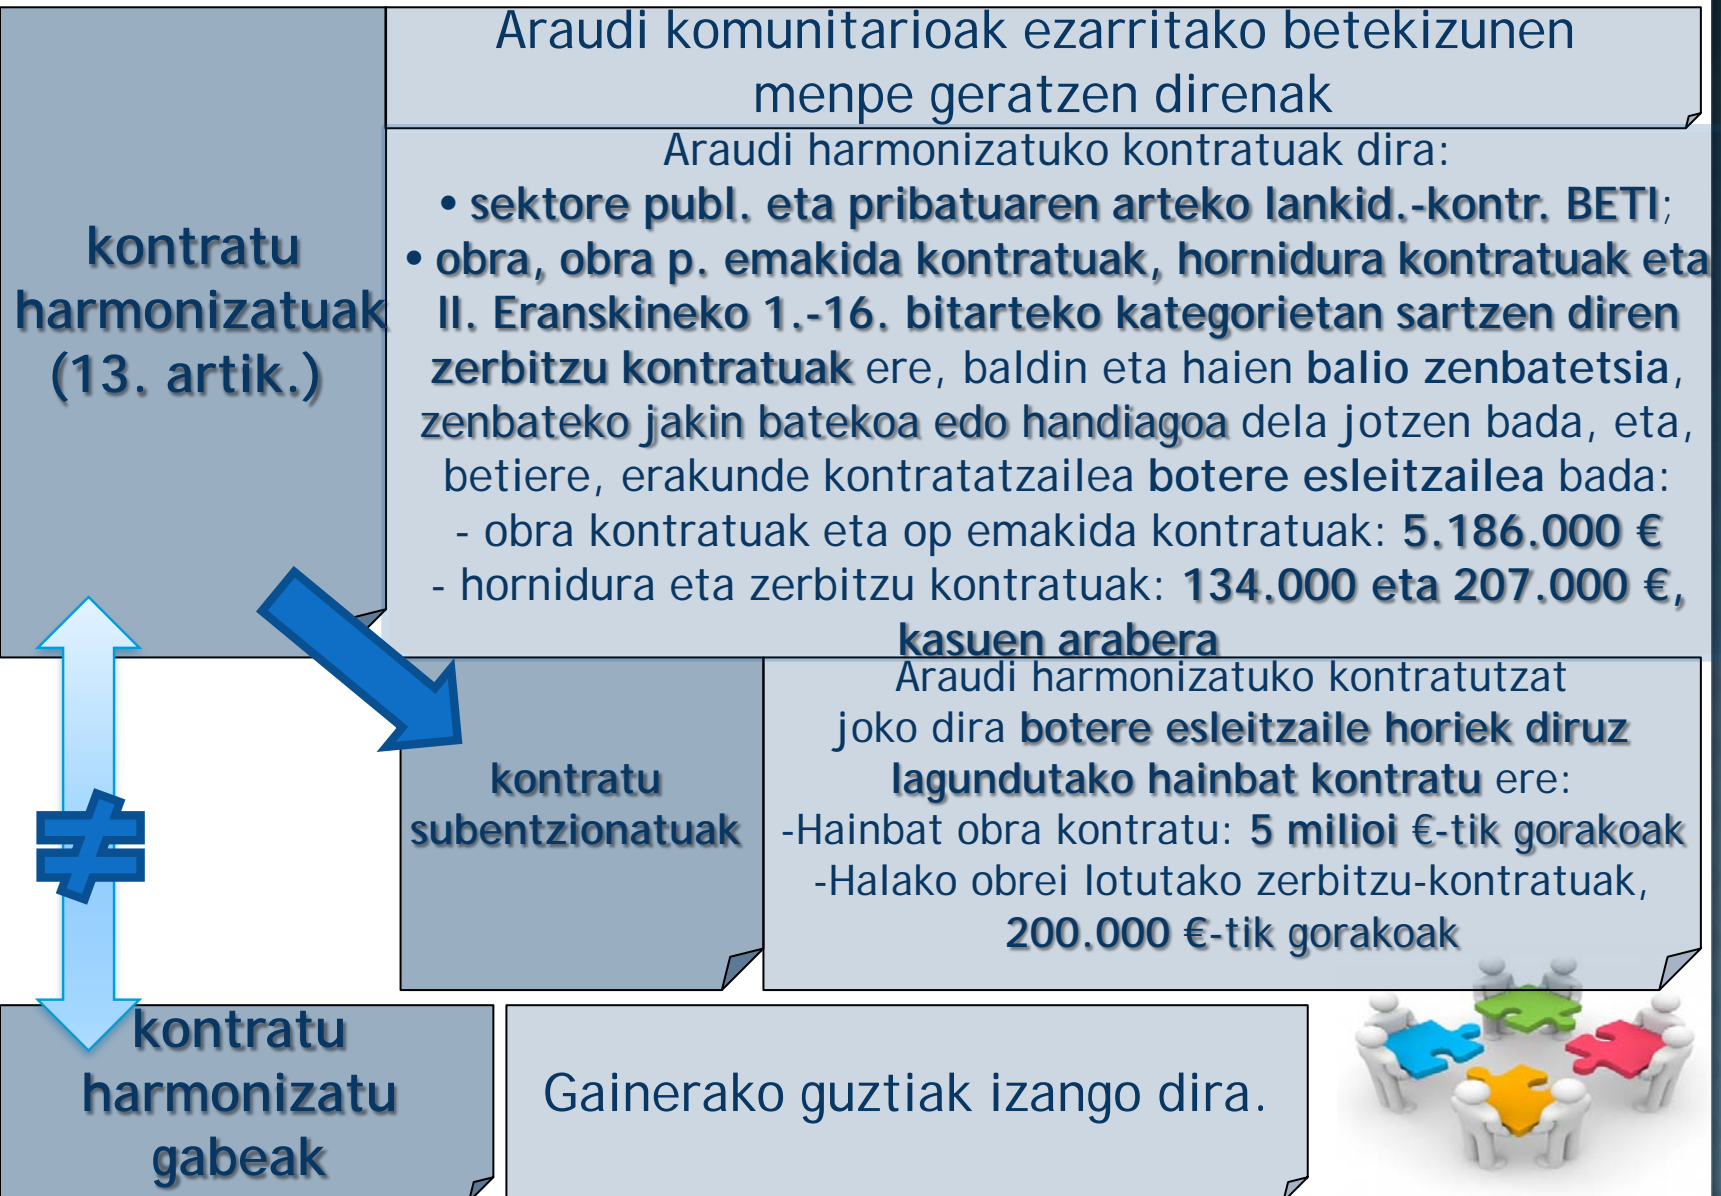 kontratu
harmonizatuak
(13. artik.)
Araudi komunitarioak ezarritako betekizunen
menpe geratzen direnak
Araudi harmonizatuko kontratuak dira:
• sektore publ. eta pribatuaren arteko lankid.-kontr. BETI;
• obra, obra p. emakida kontratuak, hornidura kontratuak eta
II. Eranskineko 1.-16. bitarteko kategorietan sartzen diren
zerbitzu kontratuak ere, baldin eta haien balio zenbatetsia,
zenbateko jakin batekoa edo handiagoa dela jotzen bada, eta,
betiere, erakunde kontratatzailea botere esleitzailea bada:
- obra kontratuak eta op emakida kontratuak: 5.186.000 €
- hornidura eta zerbitzu kontratuak: 134.000 eta 207.000 €,
kasuen arabera
kontratu
subentzionatuak
Araudi harmonizatuko kontratutzat
joko dira botere esleitzaile horiek diruz
lagundutako hainbat kontratu ere:
-Hainbat obra kontratu: 5 milioi €-tik gorakoak
-Halako obrei lotutako zerbitzu-kontratuak,
200.000 €-tik gorakoak
kontratu
harmonizatu
gabeak
Gainerako guztiak izango dira.